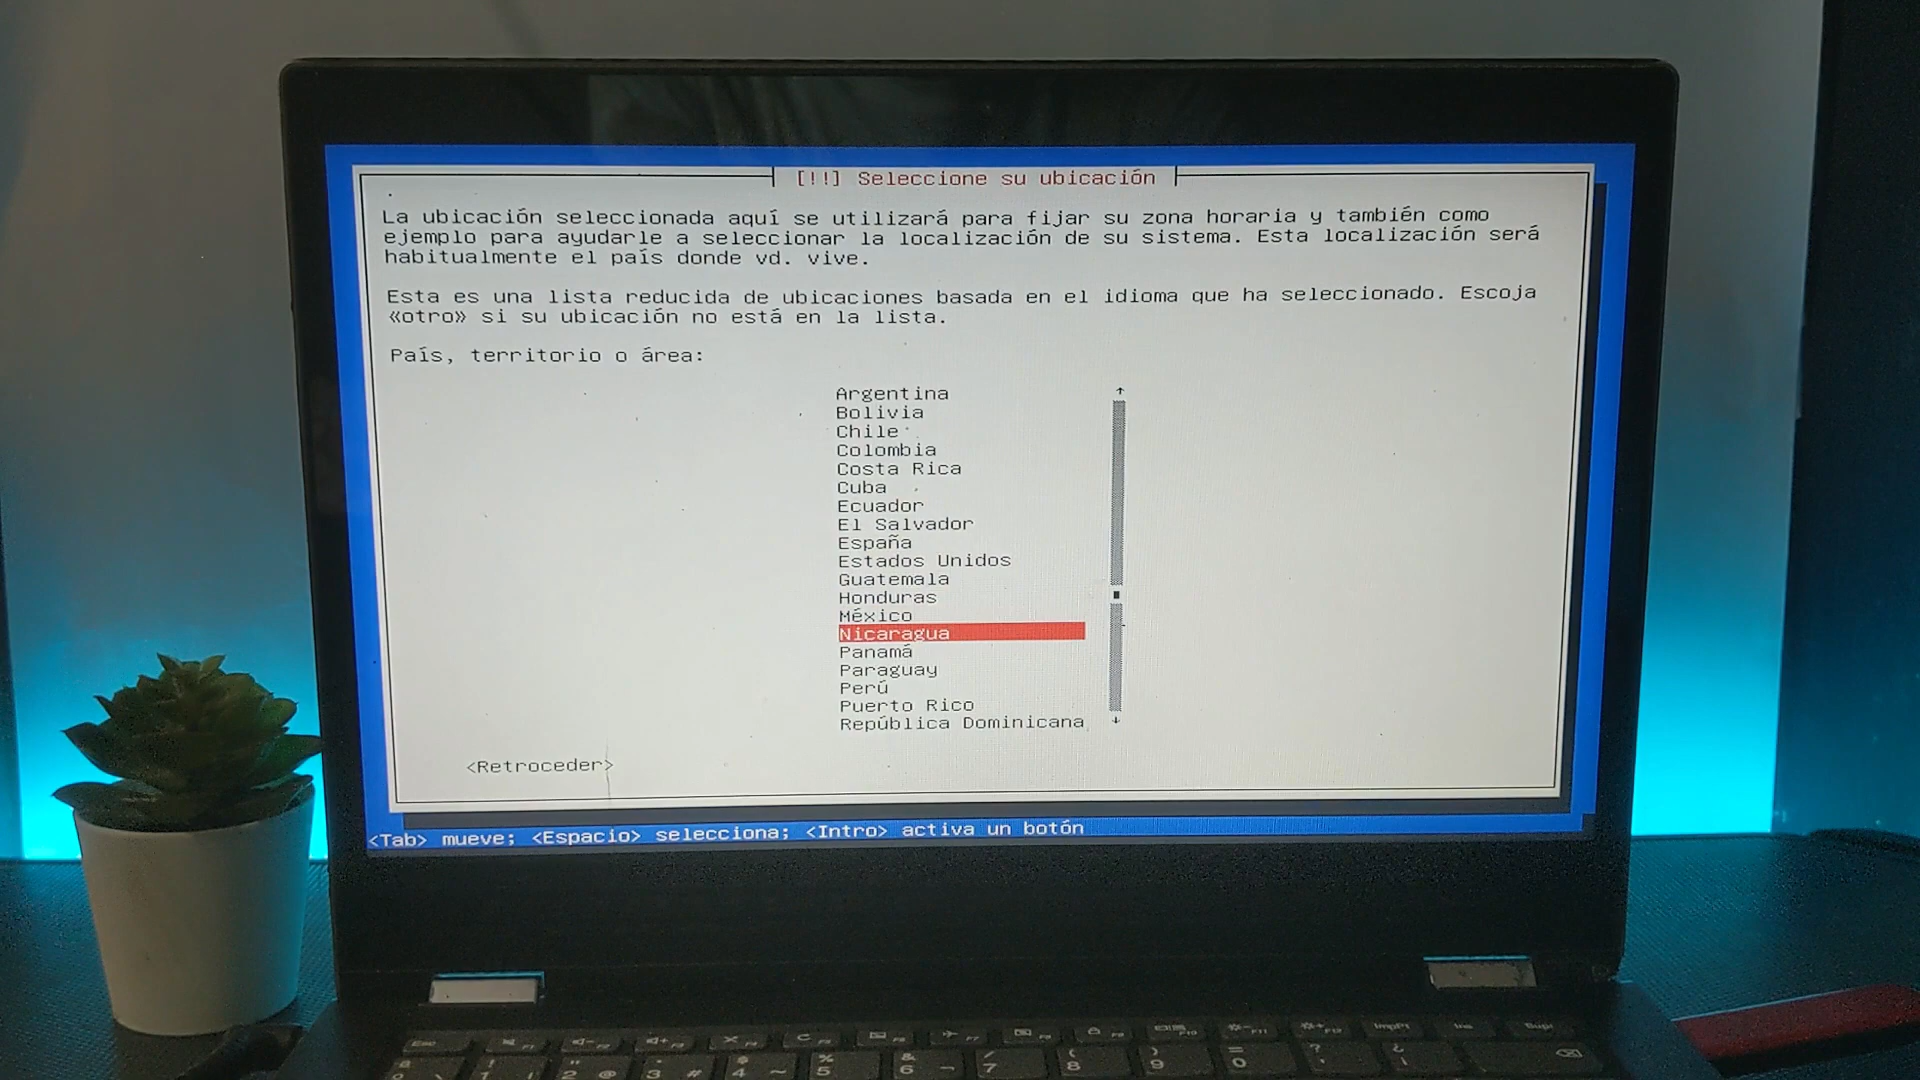 [!!] Seleccione su ubicación
La ubicación seleccionada aquí se utilizará para fijar su zona horaria y también como
ejemplo para ayudarle a seleccionar la localización de su sistema. Esta localización será
habitualmente el país donde vd. vive.
Esta es una lista reducida de ubicaciones basada en el idioma que ha seleccionado. Escoja
«otro» si su ubicación no está en la lista.
País, territorio o área:
Argentina
Bolivia
Chile
Colombia
Costa Rica
Cuba
Ecuador
El Salvador
España
Estados Unidos
Guatemala
Honduras
México
Nicaragua
Panamá
Paraguay
Perú
Puerto Rico
República Dominicana
<Retroceder>
<Tab> mueve; <Espacio> selecciona; <Intro> activa un botón